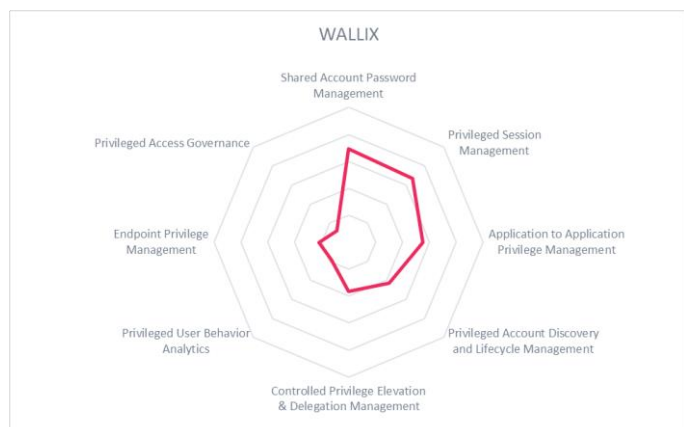 WALLIX
Shared Account Password
Management
Privileged Access Governance
Privileged Session
Management
Endpoint Privilege
Management
Application to Application
Privilege Management
Privileged User Behavior
Analytics
Privileged Account Discovery
and Lifecycle Management
Controlled Privilege Elevation
& Delegation Management